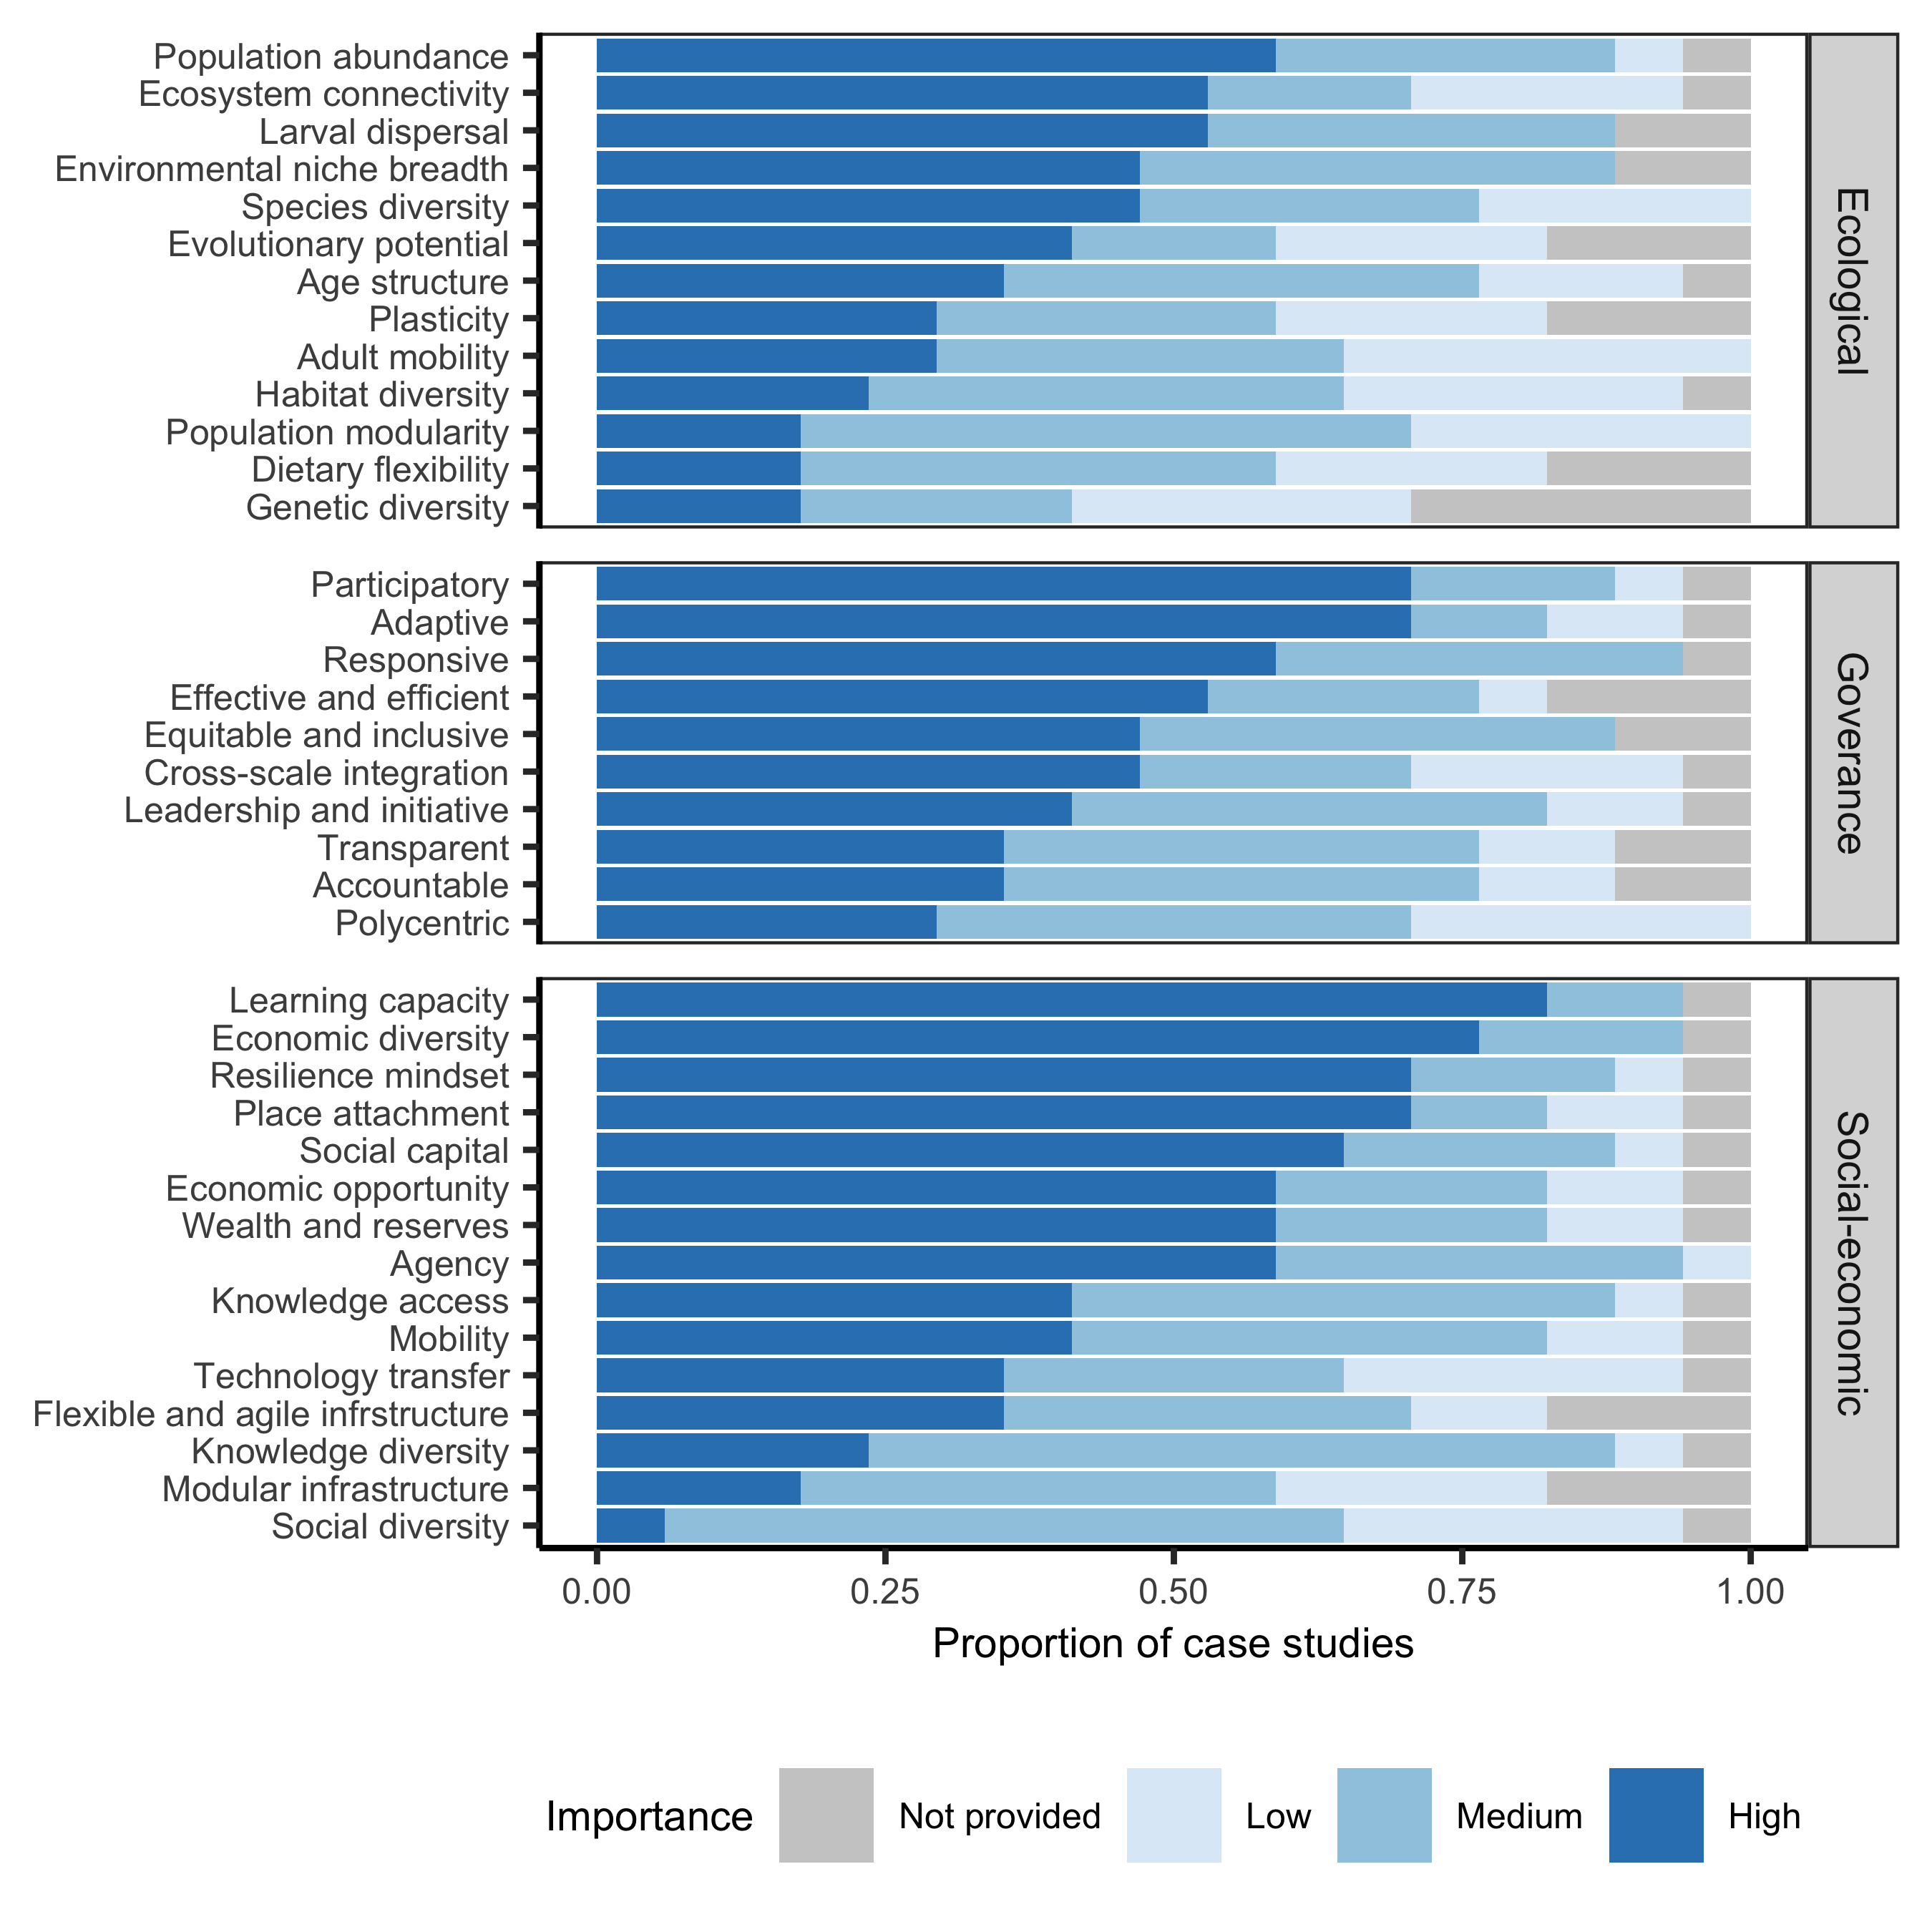 Population abundance
Ecosystem connectivity
Larval dispersal
Environmental niche breadth
Species diversity
Evolutionary potential
Age structure
Plasticity
Adult mobility
Habitat diversity
Population modularity
Dietary flexibility
Genetic diversity
Ecological
Participatory
Adaptive
Responsive
Effective and efficient
Equitable and inclusive
Cross-scale integration
Leadership and initiative
Transparent
Accountable
Polycentric
Goverance
Learning capacity
Economic diversity
Resilience mindset
Place attachment
Social capital
Economic opportunity
Wealth and reserves
Agency
Knowledge access
Mobility
Technology transfer
Flexible and agile infrstructure
Knowledge diversity
Modular infrastructure
Social diversity
Social-economic
0.00 0.25 0.50 0.75 1.00
Proportion of case studies
Importance Not provided Low Medium High